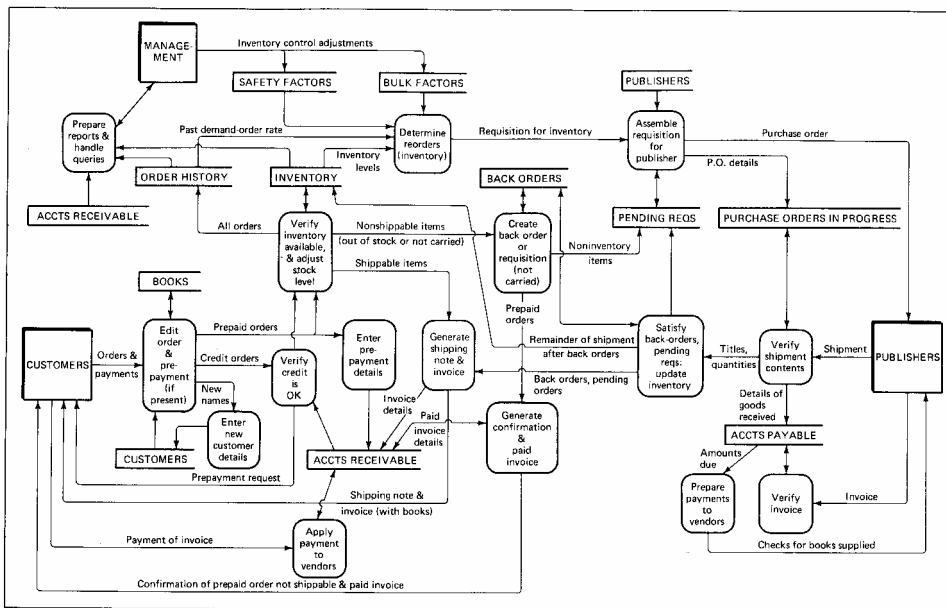 MANAGE-
MENT
Inventory control adjustments
SAFETY FACTORS
BULK FACTORS
PUBLISHERS
Prepare
reports &
handle
queries
Past demand-order rate
Determine
reorders
(inventory)
Requisition for inventory
Assemble
requisition
for
publisher
Purchase order
P.O. details
Inventory
levels
ORDER HISTORY
INVENTORY
BACK ORDERS
ACCTS RECEIVABLE
PENDING REQS
PURCHASE ORDERS IN PROGRESS
All orders
Verify
inventory
available,
& adjust
stock
level
Nonshippable items
(out of stock or not carried)
Create
back order
or
requisition
(not
carried)
Noninventory
items
Shippable items
BOOKS
Prepaid
orders
CUSTOMERS
Orders &
payments
Edit
order
&
pre-
payment
(if
present)
Prepaid orders
Credit orders
New
names
Verify
credit
is
OK
Enter
pre-
payment
details
Generate
shipping
note &
invoice
Remainder of shipment
after back orders
Satisfy
back-orders,
pending
reqs:
update
inventory
Titles,
quantities
Verify
shipment
contents
Shipment
PUBLISHERS
Back orders, pending orders
Enter
new
customer
details
Invoice
details
Paid
invoice
details
Generate
confirmation
&
paid
invoice
Details of
goods
received
ACCTS PAYABLE
CUSTOMERS
ACCTS RECEIVABLE
Amounts
due
Prepayment request
Shipping note &
invoice (with books)
Prepare
payments
to
vendors
Verify
invoice
Invoice
Payment of invoice
Apply
payment
to
vendors
Checks for books supplied
Confirmation of prepaid order not shippable & paid invoice